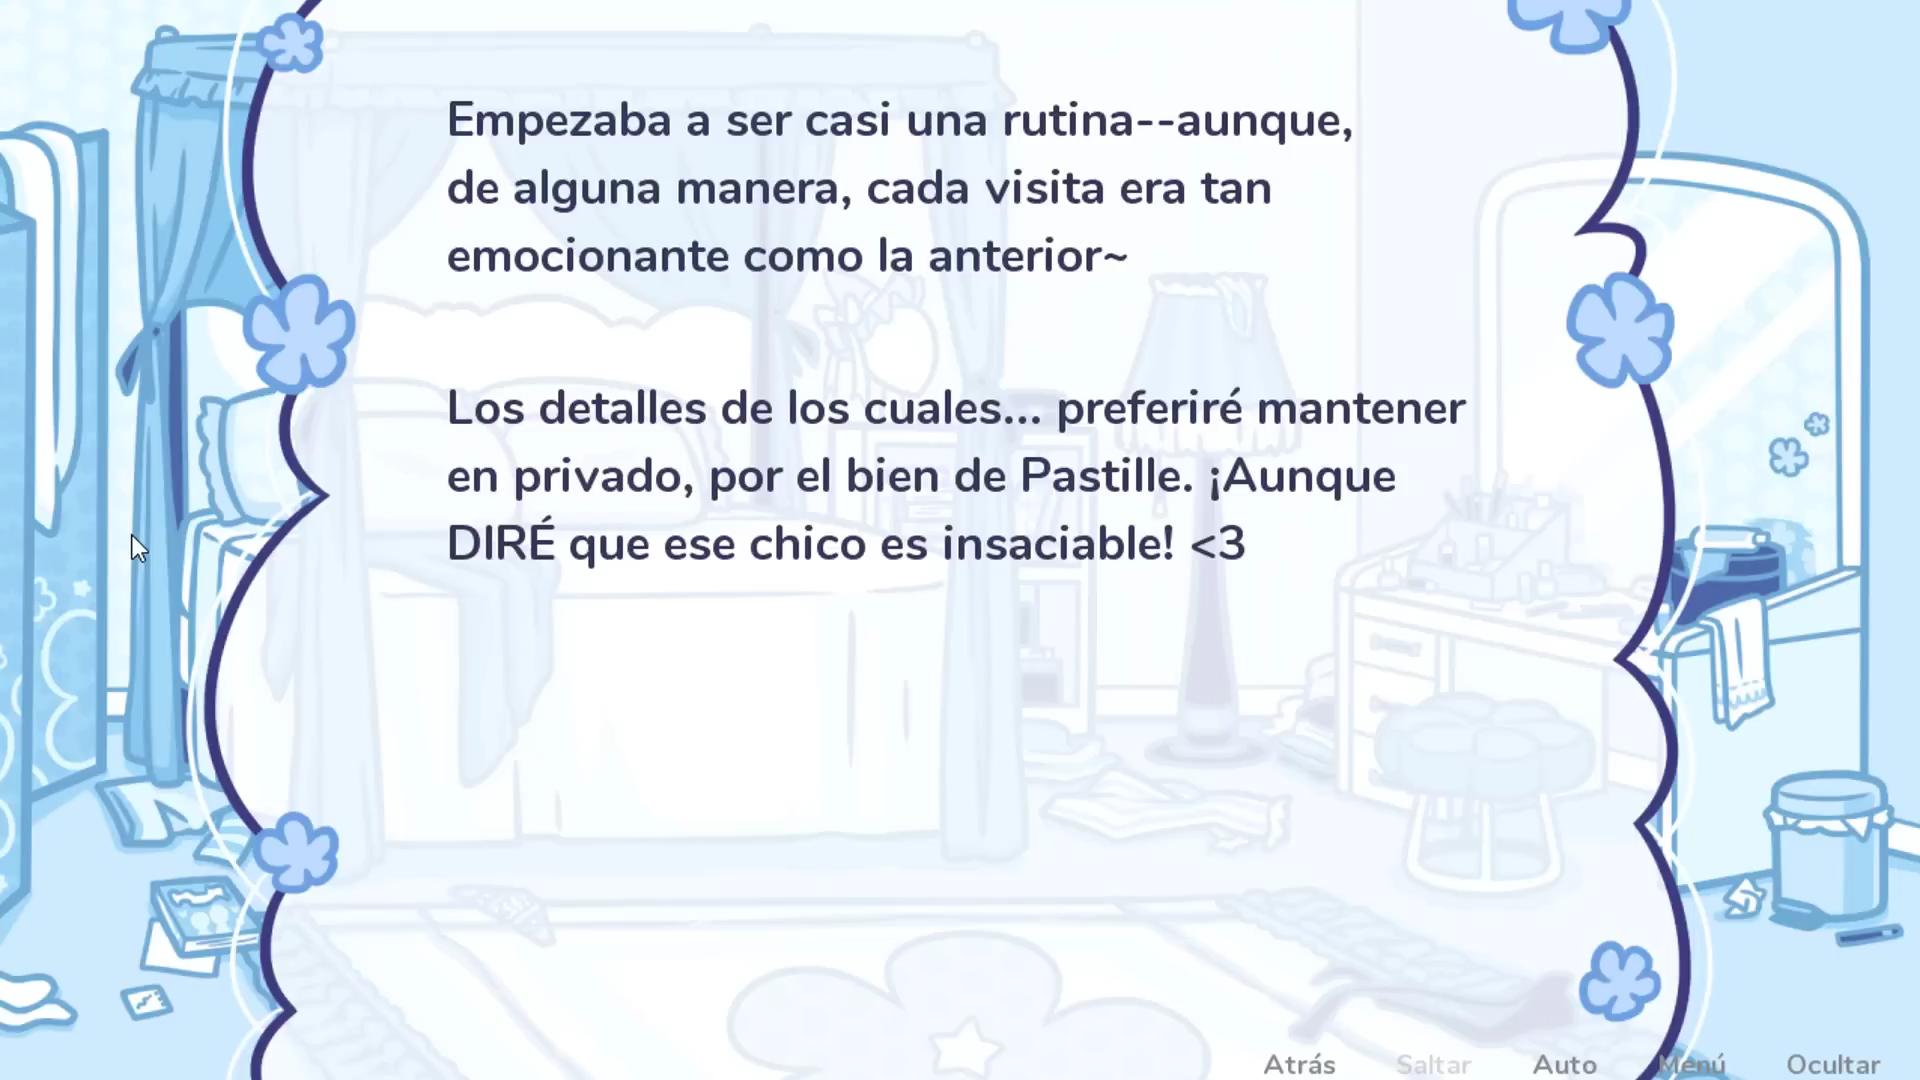 Empezaba a ser casi una rutina--aunque,
de alguna manera, cada visita era tan
emocionante como la anterior~
Los detalles de los cuales... preferiré mantener
en privado, por el bien de Pastille. ¡Aunque
DIRÉ que ese chico es insaciable! <3
Atrás Saltar Auto Menú Ocultar